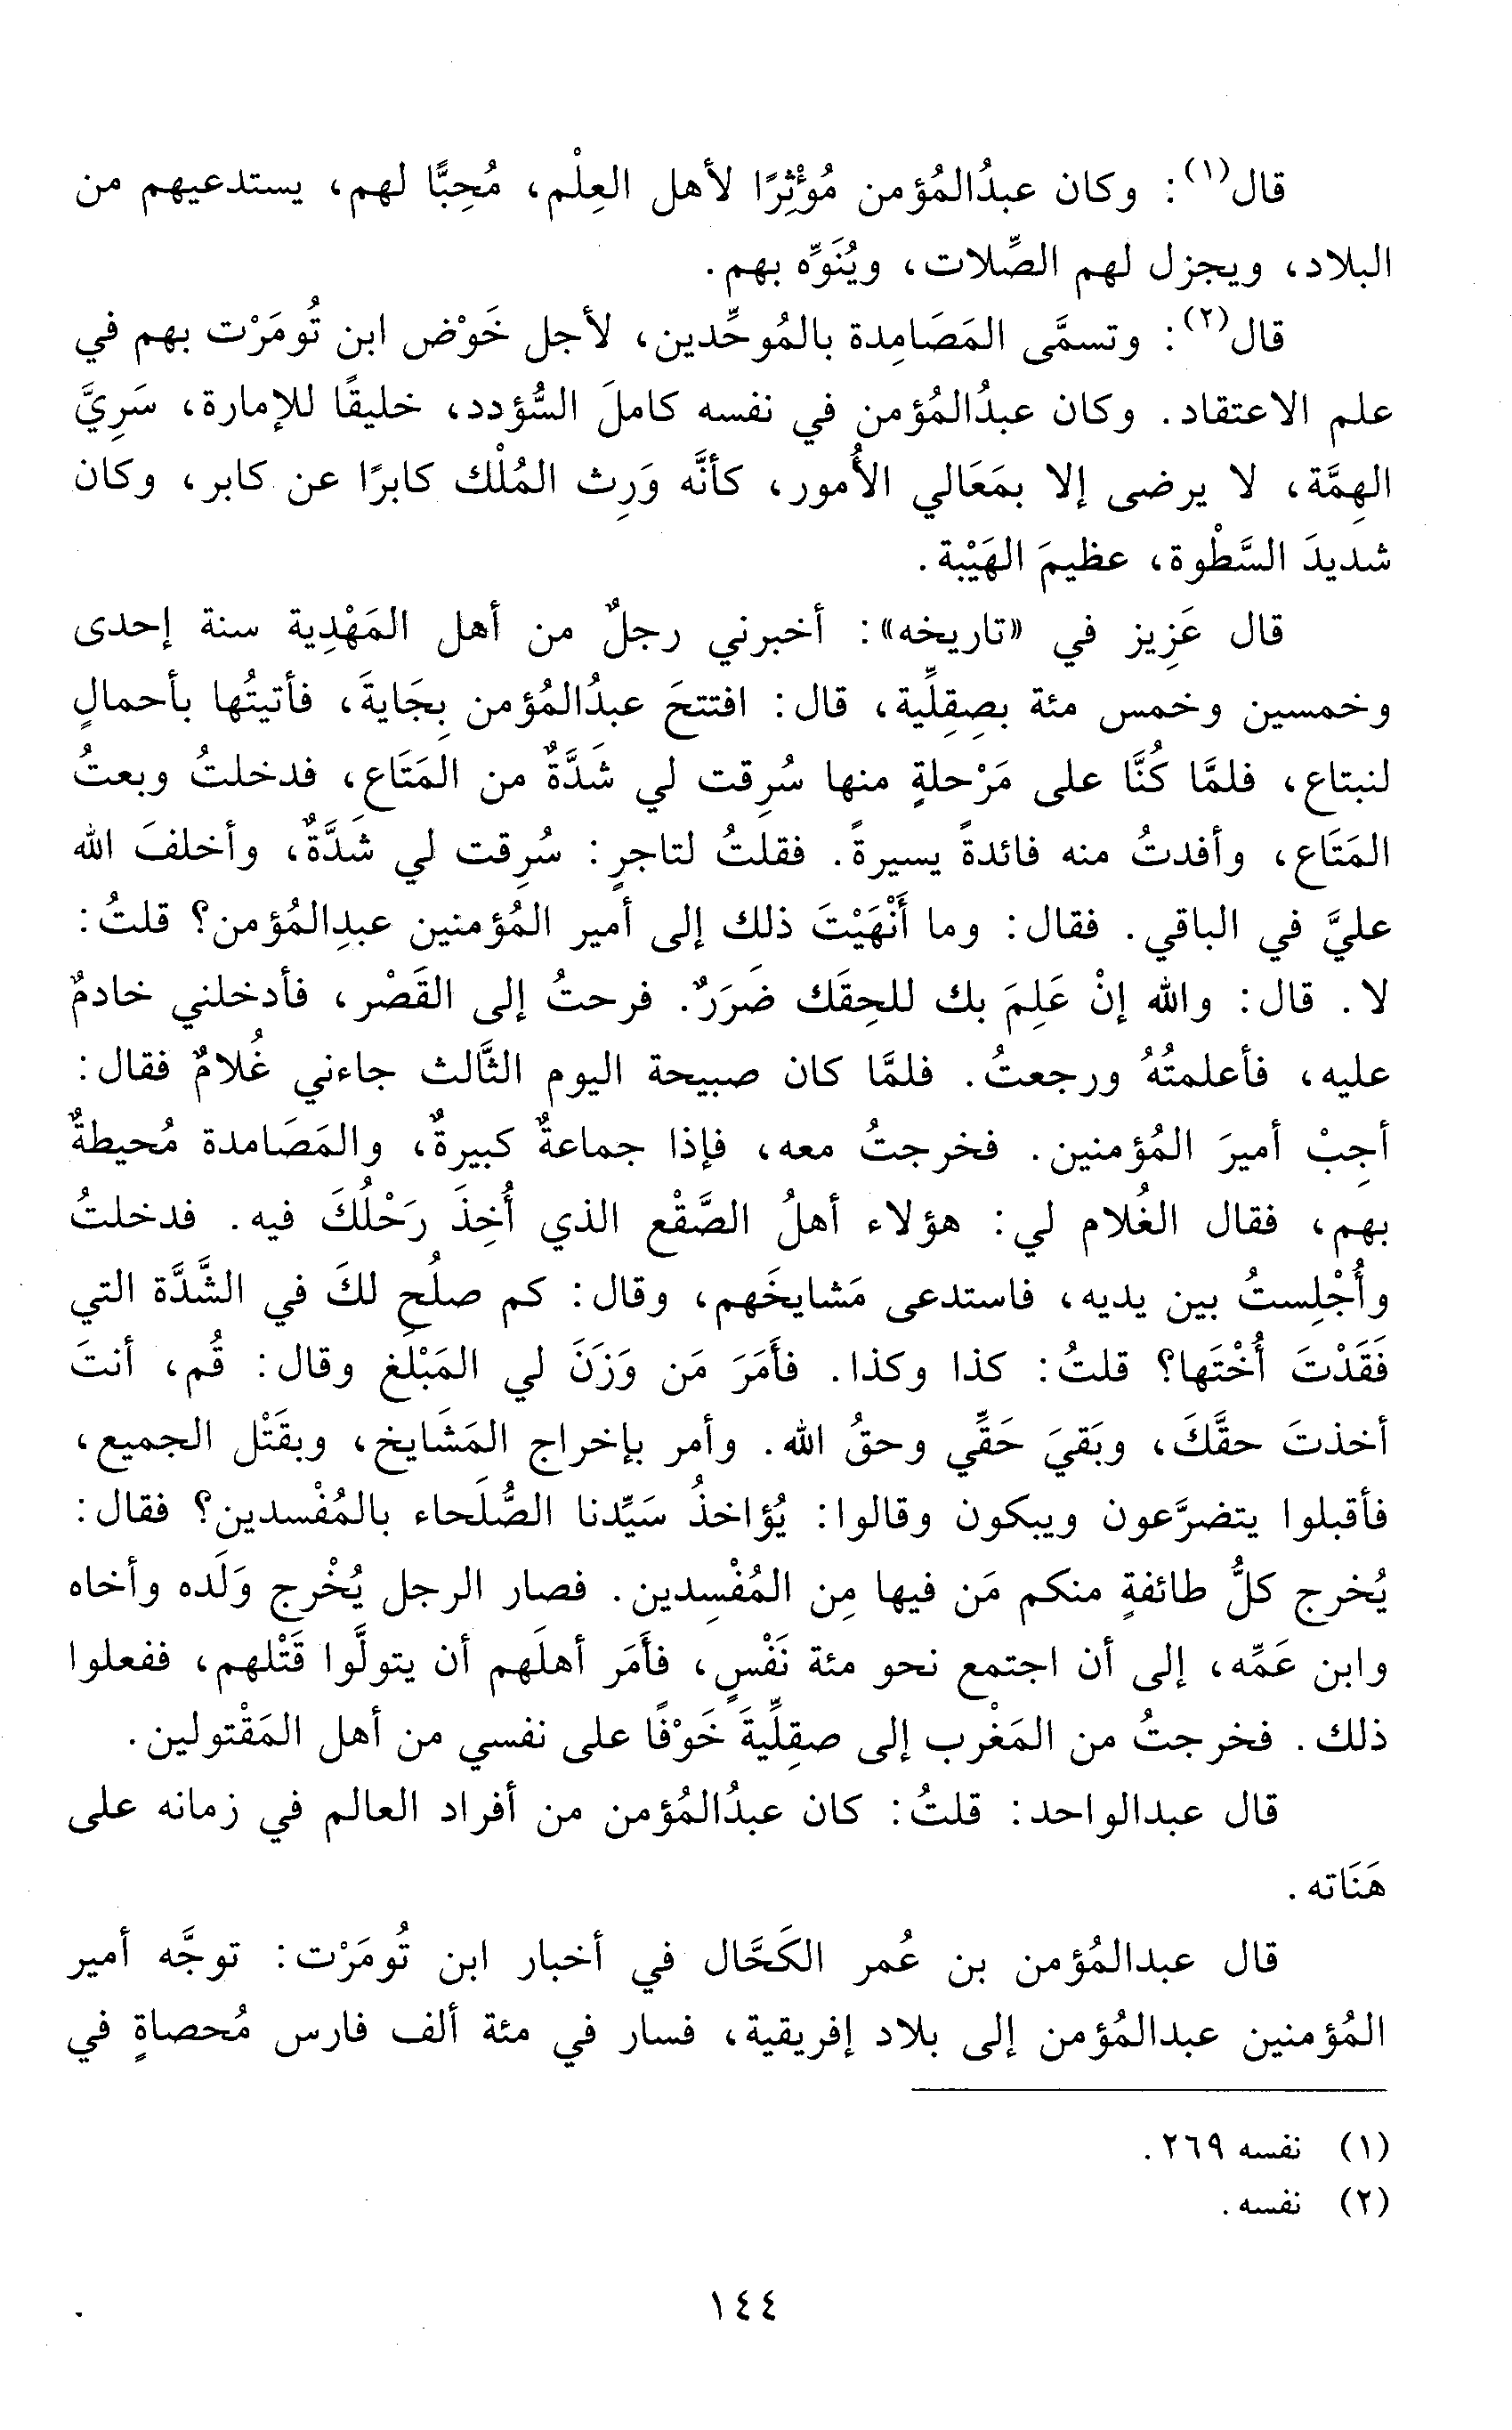 قال(١): وكان عبدُالمُؤمن مُؤْثِرًا لأهل العِلْم، مُحِبًّا لهم، يستدعيهم من
البلاد، ويجزل لهم الصِّلات، ويُنَوِّه بهم.
قال(٢): وتسمَّى المَصَامِدة بالمُوحِّدين، لأجل خَوْض ابن تُومَرْت بهم في
علم الاعتقاد. وكان عبدُالمُؤمن في نفسه كاملَ السُّؤدد، خليقًا للإمارة، سَرِيَّ
الهِمَّة، لا يرضى إلا بمَعَالي الأُمور، كأنَّه وَرِث المُلْك كابرًا عن كابر، وكان
شديدَ السَّطْوة، عظيمَ الهَيْبة.
قال عَزِيز في «تاريخه»: أخبرني رجلٌ من أهل المَهْدِية سنة إحدى
وخمسين وخمس مئة بصِقِلِّية، قال: افتتحَ عبدُالمُؤمن بِجَايةَ، فأتيتُها بأحمالٍ
لنبتاع، فلمَّا كُنَّا على مَرْحلةٍ منها سُرِقت لي شَدَّةٌ من المَتَاع، فدخلتُ وبعتُ
المَتَاع، وأفدتُ منه فائدةً يسيرةً. فقلتُ لتاجرٍ: سُرِقت لي شَدَّةٌ، وأخلفَ الله
عليَّ في الباقي. فقال: وما أَنْهَيْتَ ذلك إلى أمير المُؤمنين عبدِالمُؤمن؟ قلتُ:
لا. قال: والله إنْ عَلِمَ بك للحِقَك ضَرَرٌ. فرحتُ إلى القَصْر، فأدخلني خادمٌ
عليه، فأعلمتُهُ ورجعتُ. فلمَّا كان صبيحة اليوم الثَّالث جاءني غُلامٌ فقال:
أجِبْ أميرَ المُؤمنين. فخرجتُ معه، فإذا جماعةٌ كبيرةٌ، والمَصَامدة مُحيطةٌ
بهم، فقال الغُلام لي: هؤلاء أهلُ الصَّقْع الذي أُخِذَ رَحْلُكَ فيه. فدخلتُ
وأُجْلِستُ بين يديه، فاستدعى مَشايخَهم، وقال: كم صلُحِ لكَ في الشَّدَّة التي
فَقَدْتَ أُخْتَها؟ قلتُ: كذا وكذا. فأَمَرَ مَن وَزَنَ لي المَبْلَغ وقال: قُم، أنتَ
أخذتَ حقَّكَ، وبَقيَ حَقِّي وحقُ الله. وأمر بإخراج المَشَايخ، وبقَتْل الجميع،
فأقبلوا يتضرَّعون ويبكون وقالوا: يُؤاخذُ سَيِّدنا الصُّلَحاء بالمُفْسدين؟ فقال:
يُخرج كلُّ طائفةٍ منكم مَن فيها مِن المُفْسِدين. فصار الرجل يُخْرج وَلَده وأخاه
وابن عَمِّه، إلى أن اجتمع نحو مئة نَفْسٍ، فأَمَر أهلَهم أن يتولَّوا قَتْلهم، ففعلوا
ذلك. فخرجتُ من المَغْرب إلى صقِلِّيةَ خَوْفًا على نفسي من أهل المَقْتولين.
قال عبدالواحد: قلتُ: كان عبدُالمُؤمن من أفراد العالم في زمانه على
هَنَاته.
قال عبدالمُؤمن بن عُمر الكَحَّال في أخبار ابن تُومَرْت: توجَّه أمير
المُؤمنين عبدالمُؤمن إلى بلاد إفريقية، فسار في مئة ألف فارس مُحصاةٍ في
(١) نفسه ٢٦٩.
(٢) نفسه.
١٤٤